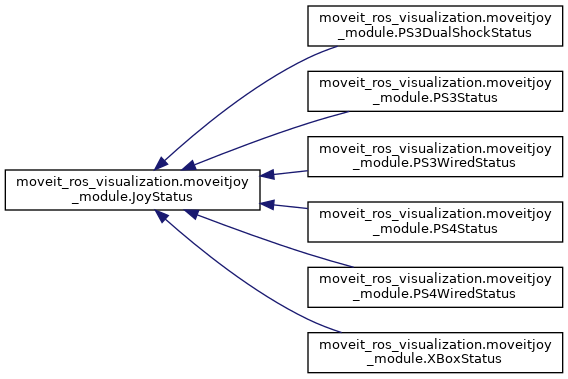 moveit_ros_visualization.moveitjoy
_module.PS3DualShockStatus
moveit_ros_visualization.moveitjoy
_module.PS3Status
moveit_ros_visualization.moveitjoy
_module.PS3WiredStatus
moveit_ros_visualization.moveitjoy
_module.JoyStatus
moveit_ros_visualization.moveitjoy
_module.PS4Status
moveit_ros_visualization.moveitjoy
_module.PS4WiredStatus
moveit_ros_visualization.moveitjoy
_module.XBoxStatus